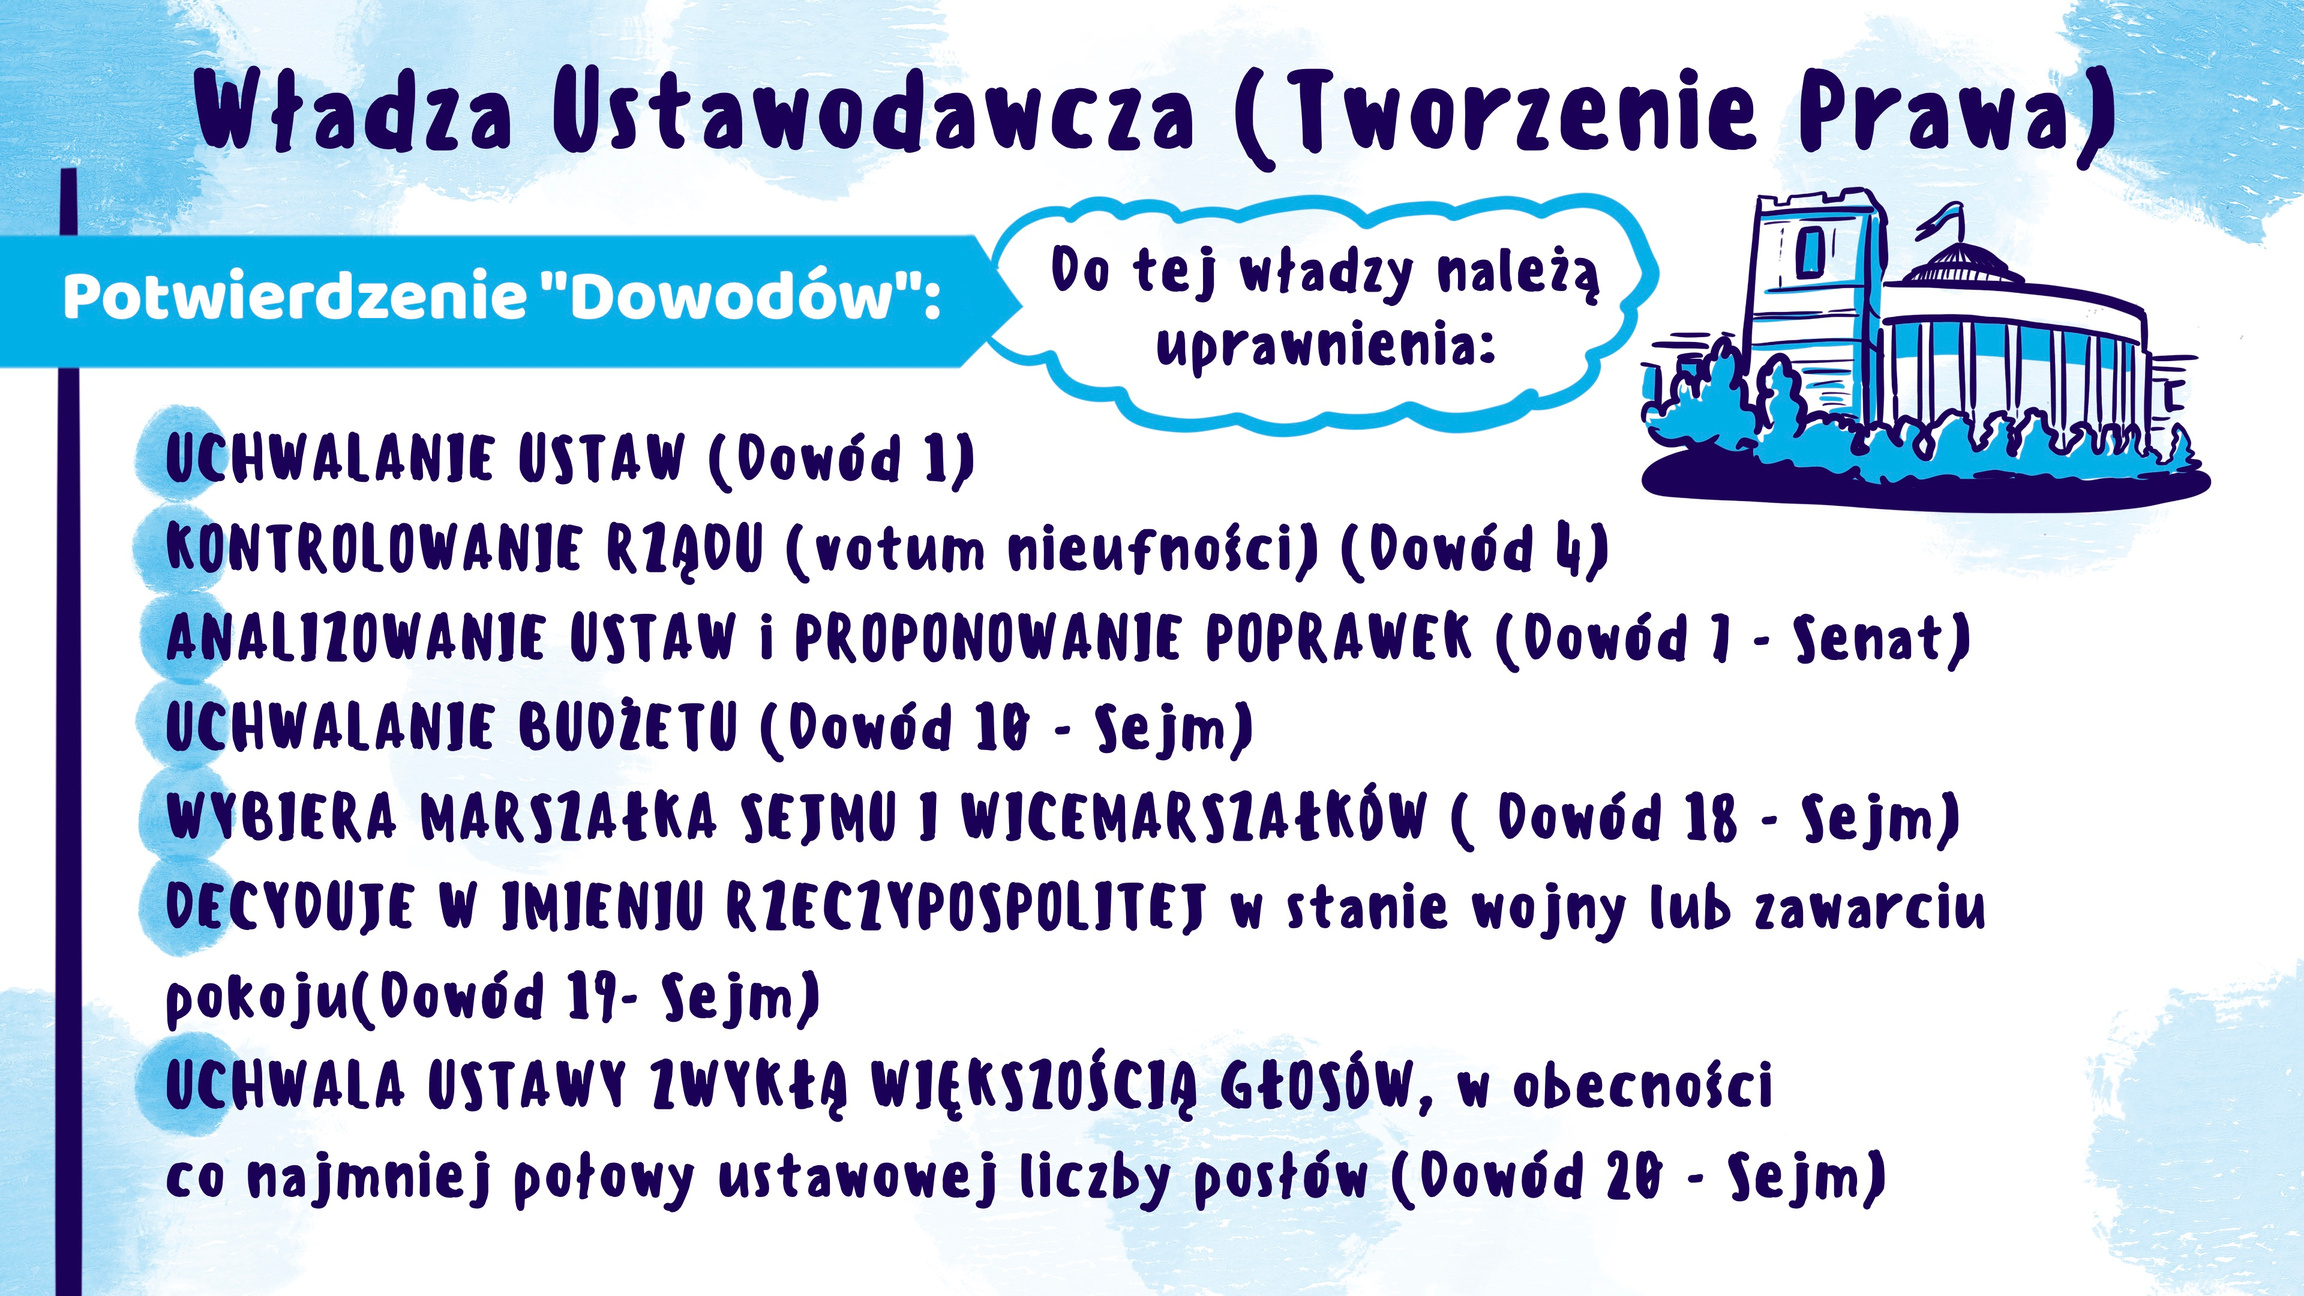 Władza Ustawodawcza (Tworzenie Prawa)
Potwierdzenie "Dowodów":
Do tej władzy należą
uprawnienia:
UCHWALANIE USTAW (Dowód 1)
KONTROLOWANIE RZĄDU (votum nieufności) (Dowód 4)
ANALIZOWANIE USTAW i PROPONOWANIE POPRAWEK (Dowód 7 - Senat)
UCHWALANIE BUDŻETU (Dowód 10 - Sejm)
WYBIERA MARSZAŁKA SEJMU I WICEMARSZAŁKÓW ( Dowód 18 - Sejm)
DECYDUJE W IMIENIU RZECZYPOSPOLITEJ w stanie wojny lub zawarciu
pokoju(Dowód 19- Sejm)
UCHWALA USTAWY ZWYKŁĄ WIĘKSZOŚCIĄ GŁOSÓW, w obecności
co najmniej połowy ustawowej liczby posłów (Dowód 20 - Sejm)